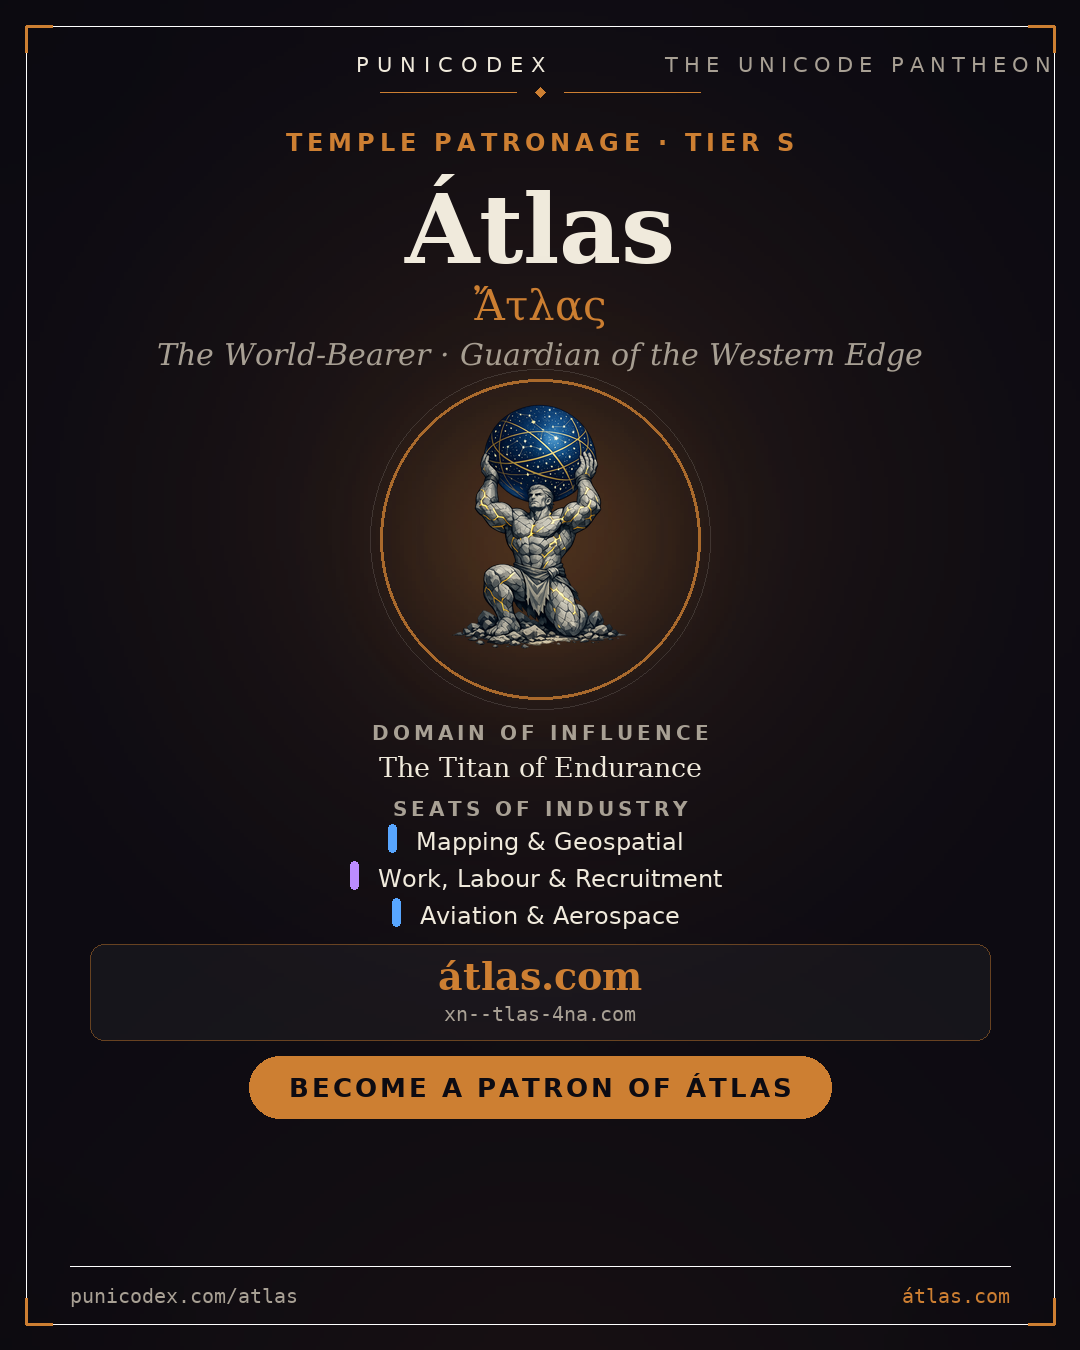 PUNICODEX THE UNICODE PANTHEON
TEMPLE PATRONAGE · TIER S
Átlas
Ἄτλας
The World-Bearer · Guardian of the Western Edge
DOMAIN OF INFLUENCE
The Titan of Endurance
SEATS OF INDUSTRY
Mapping & Geospatial
Work, Labour & Recruitment
Aviation & Aerospace
átlas.com
xn--tlas-4na.com
BECOME A PATRON OF ÁTLAS
punicodex.com/atlas átlas.com